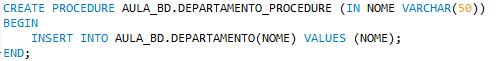 CREATE PROCEDURE AULA_BD.DEPARTAMENTO_PROCEDURE (IN NOME VARCHAR(50))
BEGIN
    INSERT INTO AULA_BD.DEPARTAMENTO(NOME) VALUES (NOME);
END;